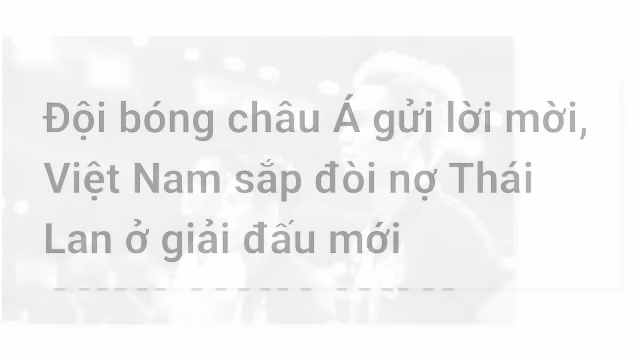 Đội bóng châu Á gửi lời mời,
Việt Nam sắp đòi nợ Thái
Lan ở giải đấu mới